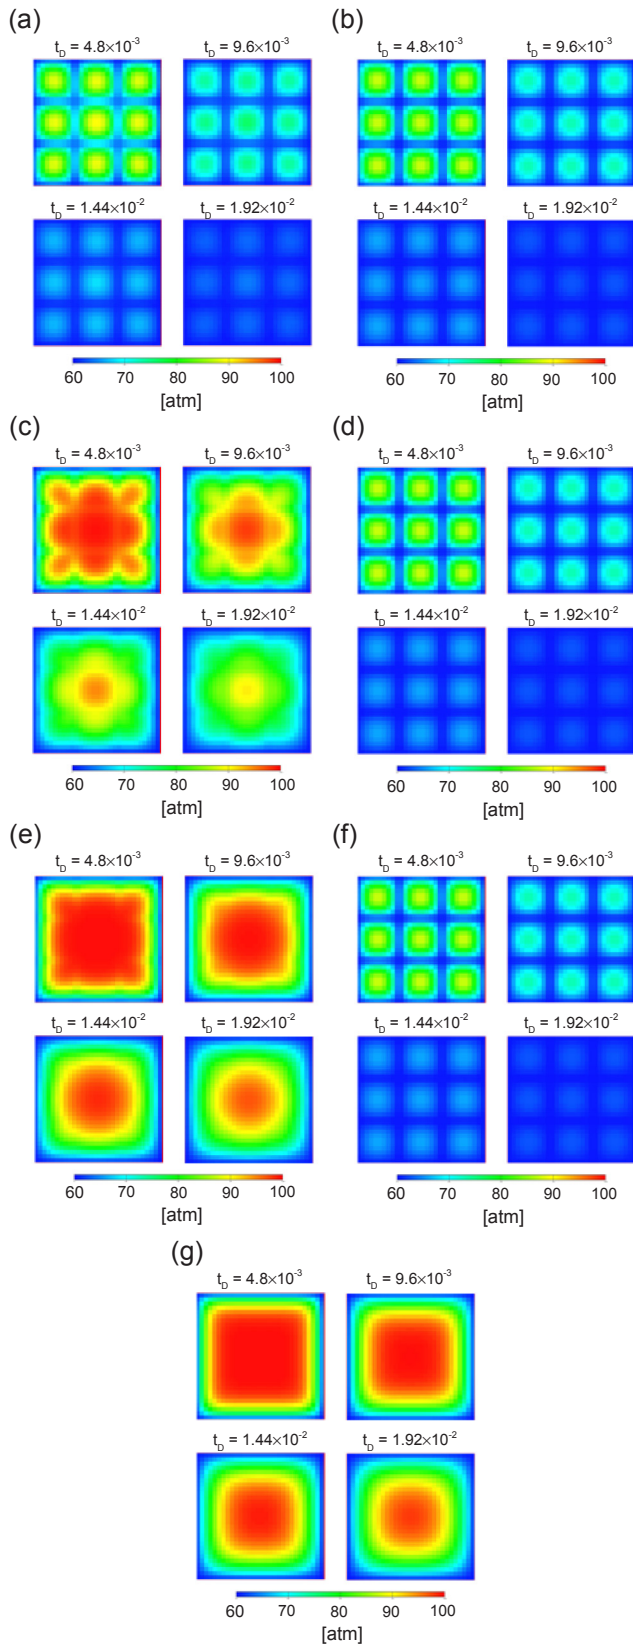 (a) (b)
t_D = 4.8×10^-3 t_D = 9.6×10^-3 t_D = 4.8×10^-3 t_D = 9.6×10^-3
t_D = 1.44×10^-2 t_D = 1.92×10^-2 t_D = 1.44×10^-2 t_D = 1.92×10^-2
60 70 80 90 100 60 70 80 90 100
[atm] [atm]
(c) (d)
t_D = 4.8×10^-3 t_D = 9.6×10^-3 t_D = 4.8×10^-3 t_D = 9.6×10^-3
t_D = 1.44×10^-2 t_D = 1.92×10^-2 t_D = 1.44×10^-2 t_D = 1.92×10^-2
60 70 80 90 100 60 70 80 90 100
[atm] [atm]
(e) (f)
t_D = 4.8×10^-3 t_D = 9.6×10^-3 t_D = 4.8×10^-3 t_D = 9.6×10^-3
t_D = 1.44×10^-2 t_D = 1.92×10^-2 t_D = 1.44×10^-2 t_D = 1.92×10^-2
60 70 80 90 100 60 70 80 90 100
[atm] [atm]
(g)
t_D = 4.8×10^-3 t_D = 9.6×10^-3
t_D = 1.44×10^-2 t_D = 1.92×10^-2
60 70 80 90 100
[atm]